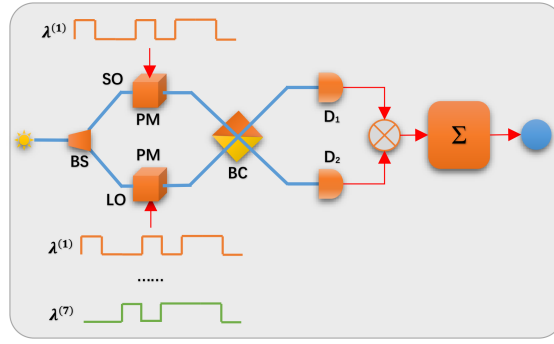 λ⁽¹⁾
SO
PM
D₁
BS
PM
BC
Σ
D₂
LO
λ⁽¹⁾
......
λ⁽⁷⁾